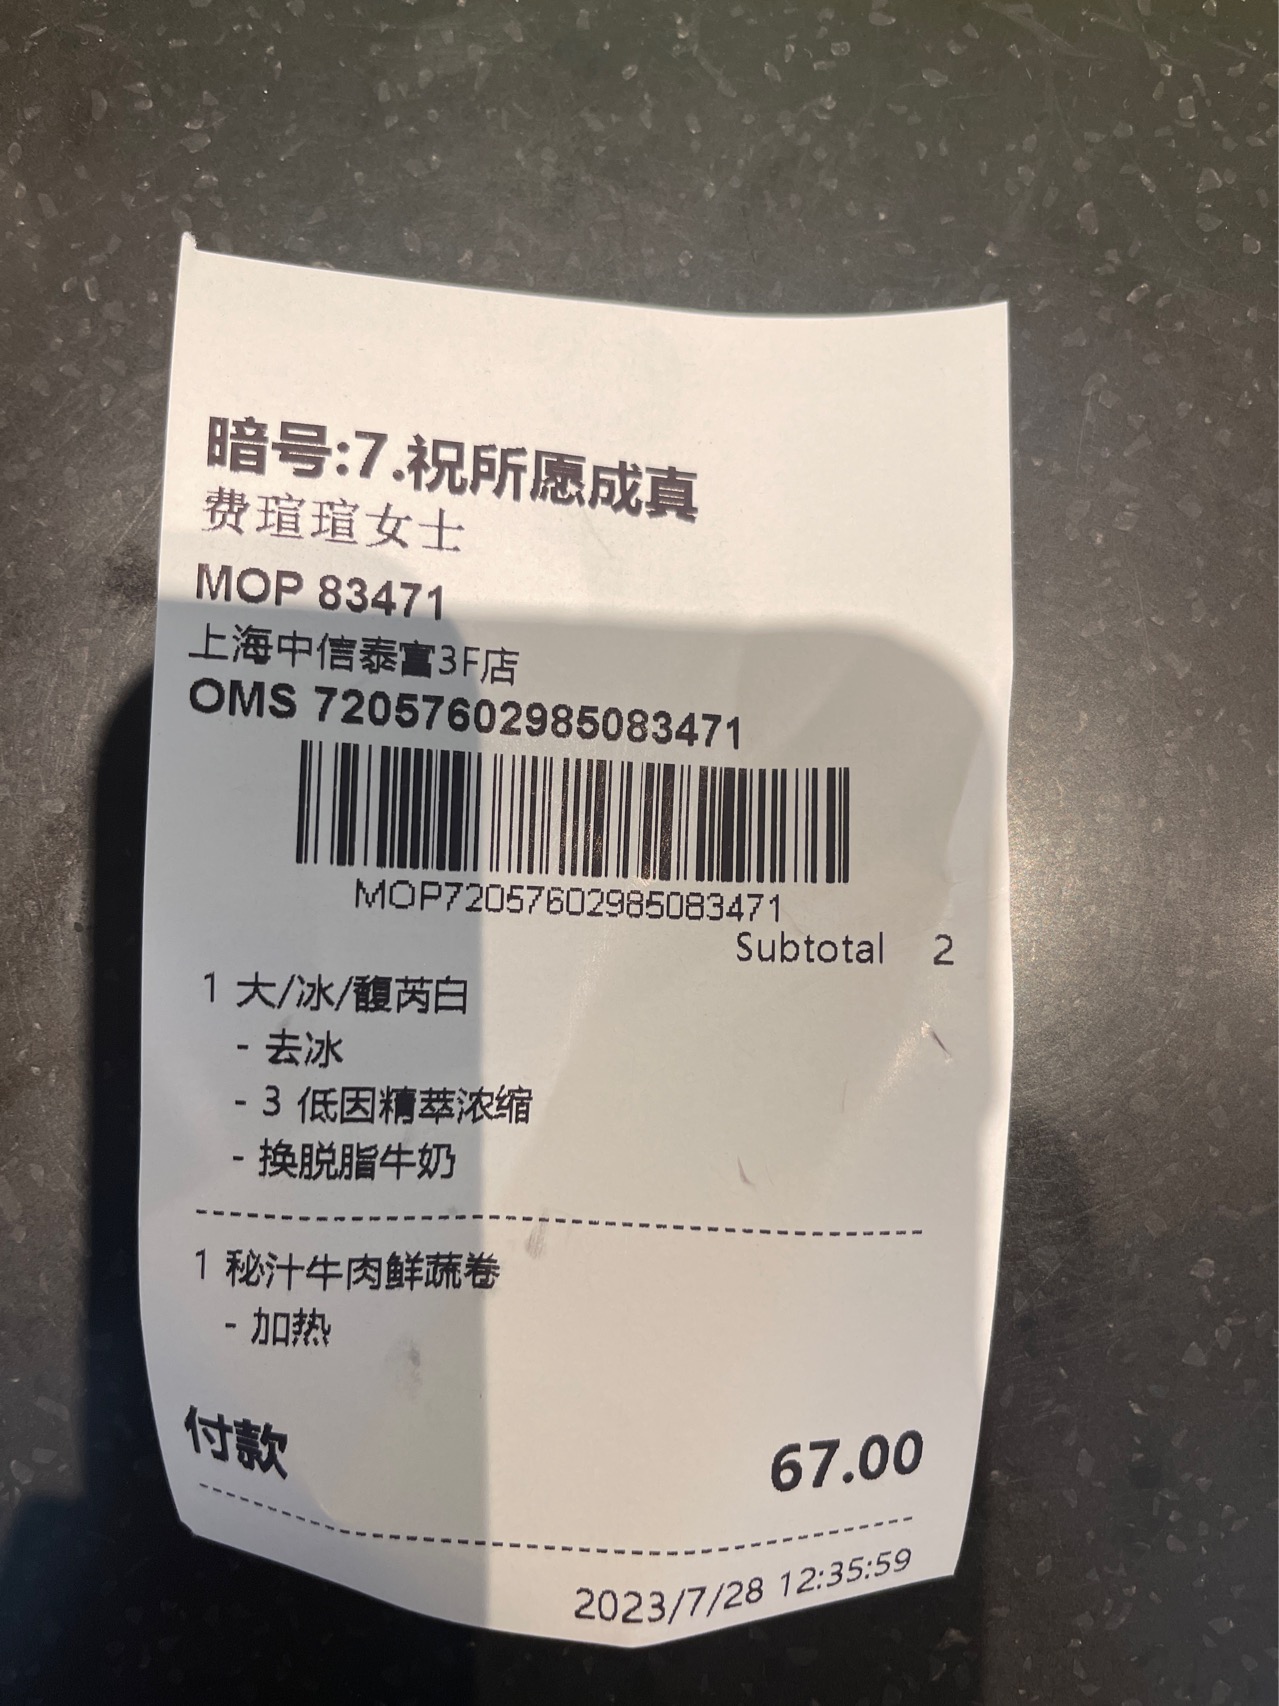 暗号:7.祝所愿成真
费瑄瑄女士
MOP 83471
上海中信泰富3F店
OMS 72057602985083471
MOP72057602985083471
Subtotal 2
1 大/冰/馥芮白
- 去冰
- 3 低因精萃浓缩
- 换脱脂牛奶
1 秘汁牛肉鲜蔬卷
- 加热
付款 67.00
2023/7/28 12:35:59